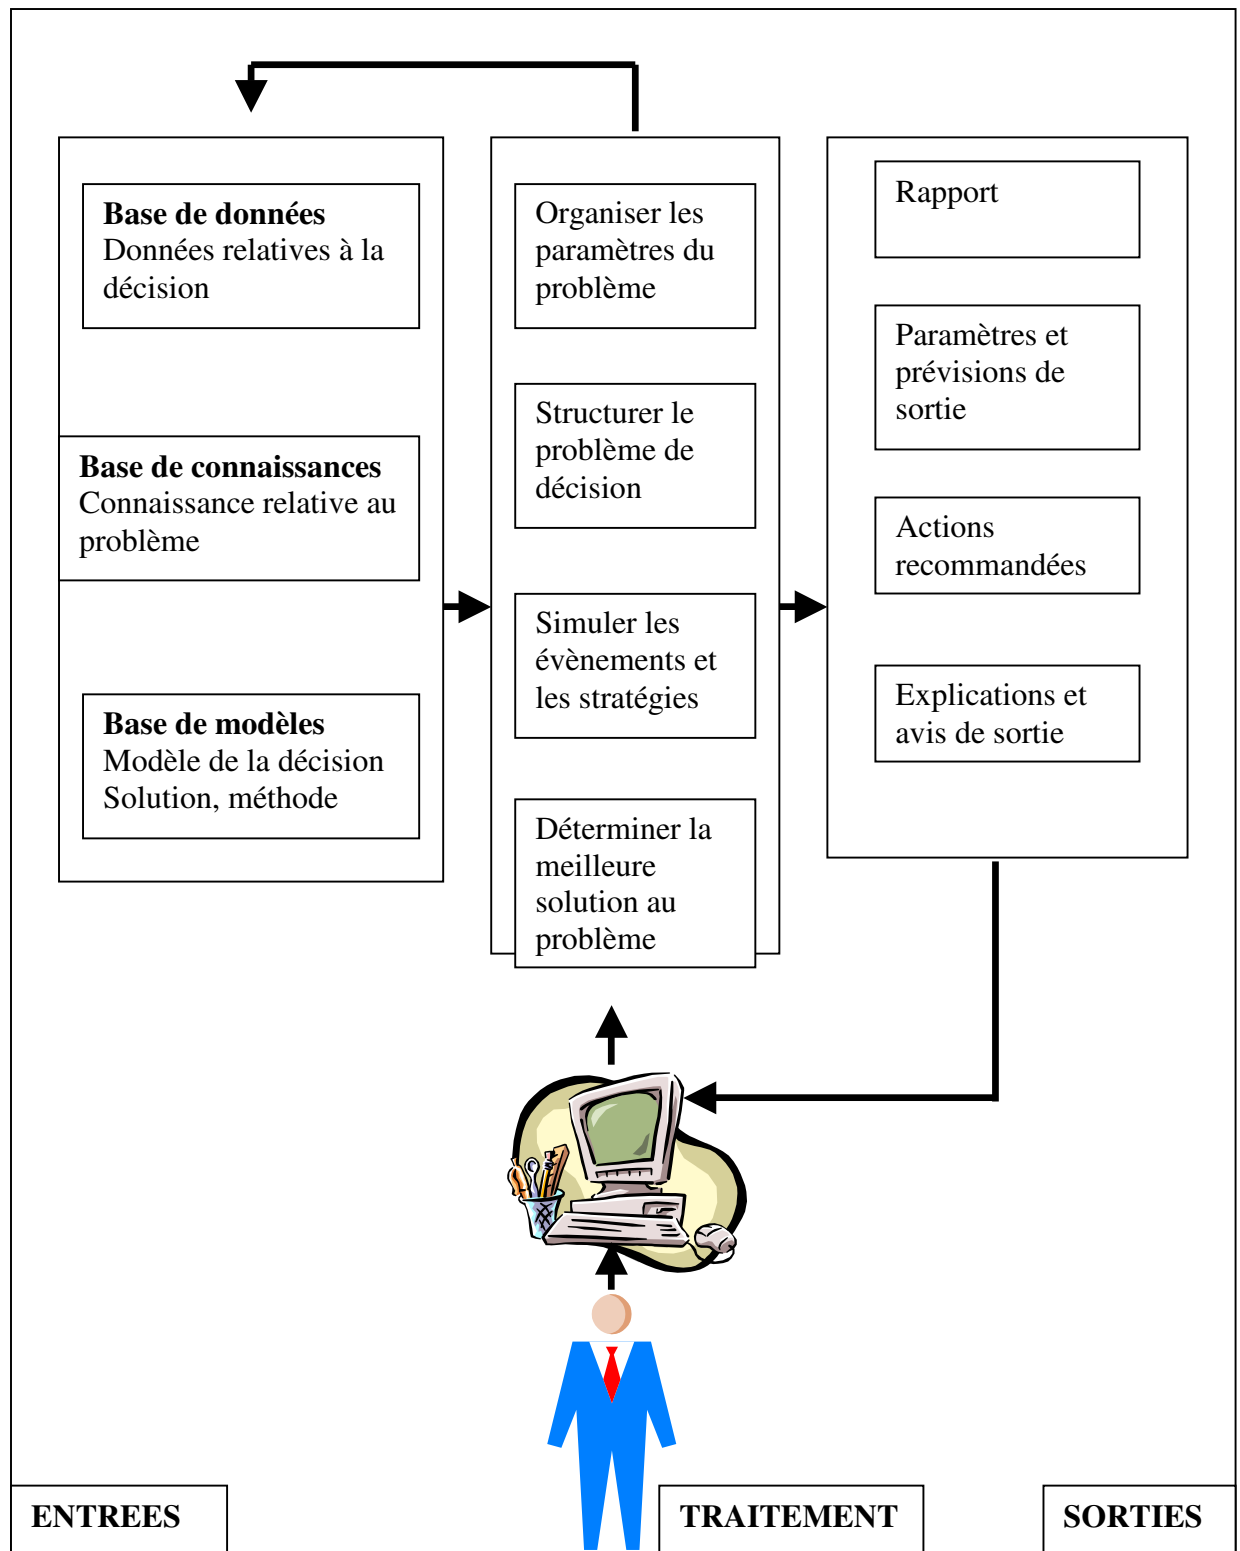 Base de données
Données relatives à la
décision
Base de connaissances
Connaissance relative au
problème
Base de modèles
Modèle de la décision
Solution, méthode
Organiser les
paramètres du
problème
Structurer le
problème de
décision
Simuler les
évènements et
les stratégies
Déterminer la
meilleure
solution au
problème
Rapport
Paramètres et
prévisions de
sortie
Actions
recommandées
Explications et
avis de sortie
ENTREES
TRAITEMENT
SORTIES